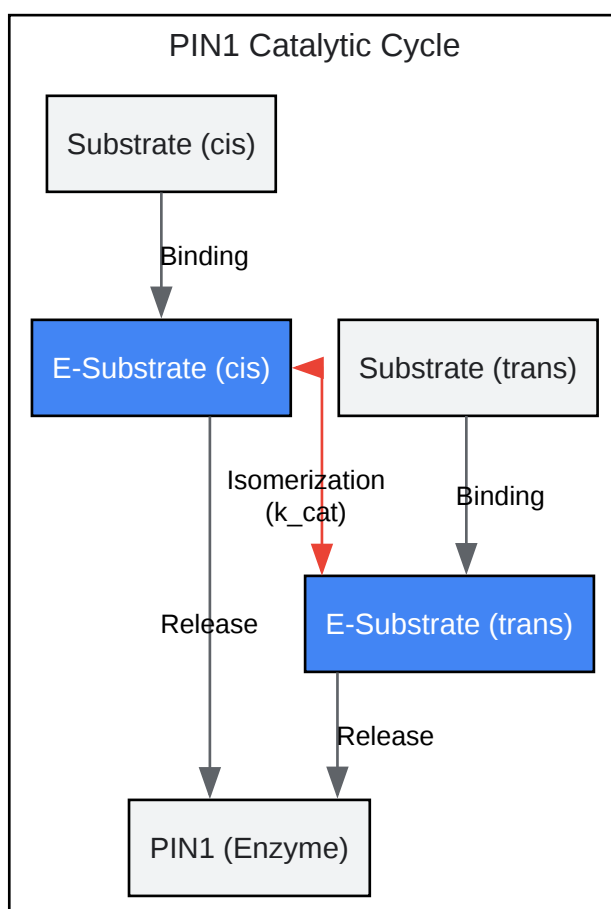 PIN1 Catalytic Cycle
Substrate (cis)
Binding
E-Substrate (cis)
Substrate (trans)
Isomerization
(k_cat)
Binding
E-Substrate (trans)
Release
Release
PIN1 (Enzyme)